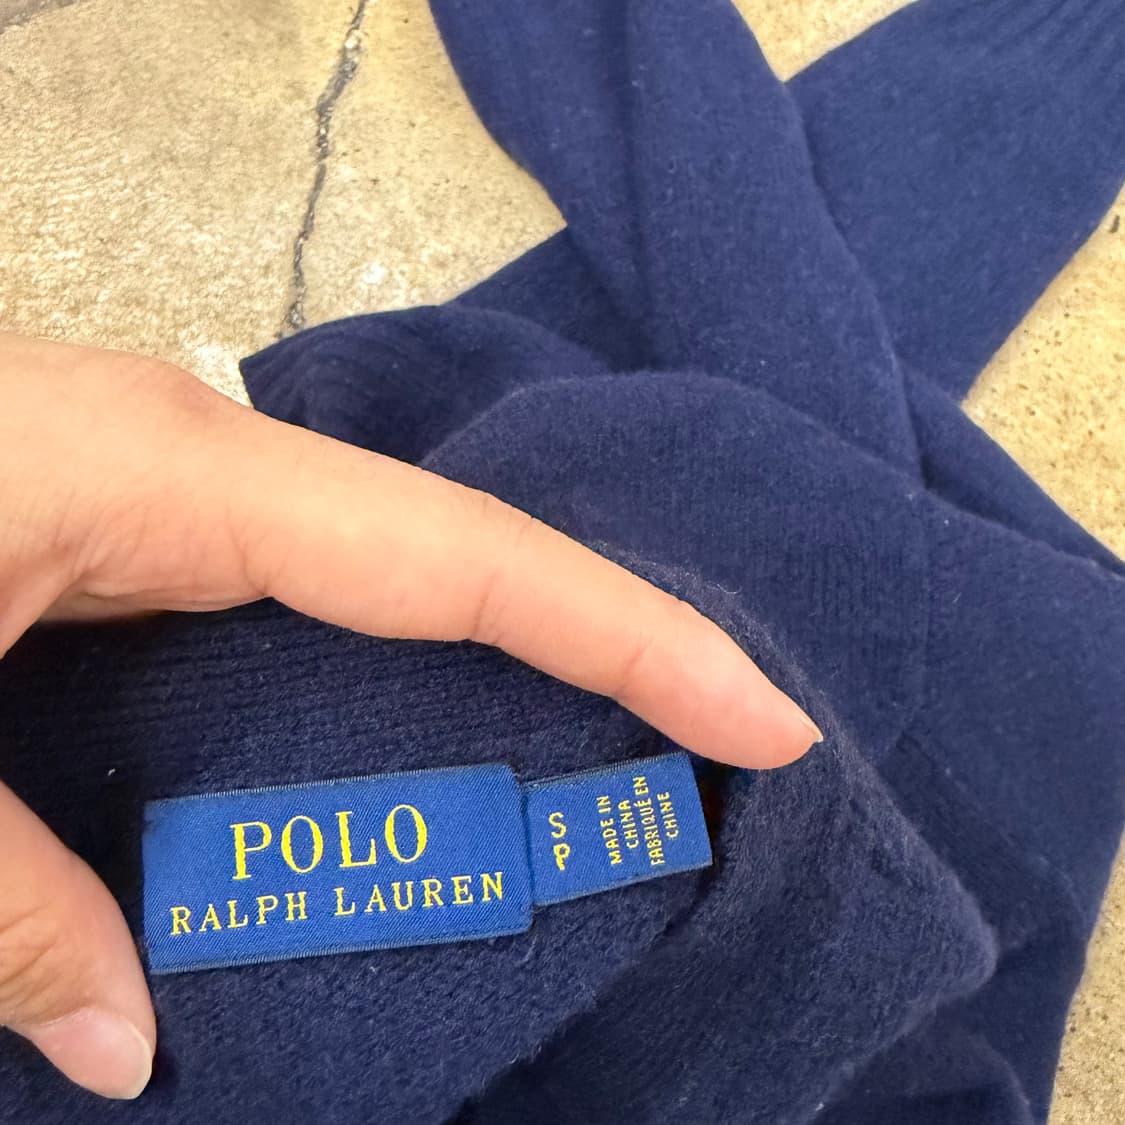 POLO
RALPH LAUREN
S
P
MADE IN
CHINA
FABRIQUÉ EN
CHINE